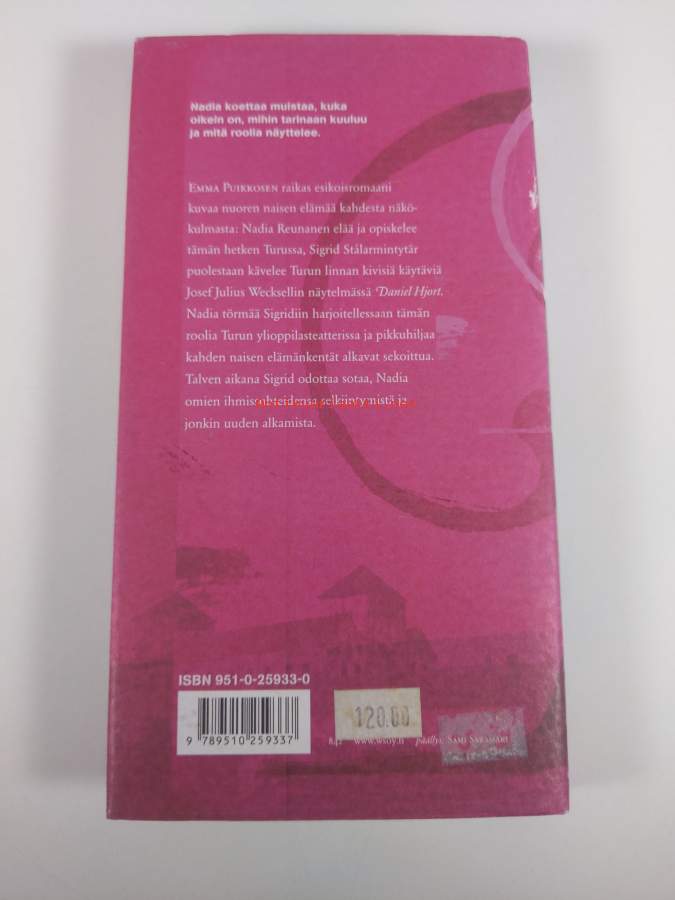 Nadia koettaa muistaa, kuka
oikein on, mihin tarinaan kuuluu
ja mitä roolia näyttelee.
Emma Puikkosen raikas esikoisromaani
kuvaa nuoren naisen elämää kahdesta näkö-
kulmasta: Nadia Reunanen elää ja opiskelee
tämän hetken Turussa, Sigrid Stålarmintytär
puolestaan kävelee Turun linnan kivisiä käytäviä
Josef Julius Wecksellin näytelmässä Daniel Hjort.
Nadia törmää Sigridiin harjoitellessaan tämän
roolia Turun ylioppilasteatterissa ja pikkuhiljaa
kahden naisen elämänkentät alkavat sekoittua.
Talven aikana Sigrid odottaa sotaa, Nadia
omien ihmissuhteidensa selkiintymistä ja
jonkin uuden alkamista.
ISBN 951-0-25933-0
9 789510 259337
120.00
842 www.wsoy.fi päällys: Sami Saramäki